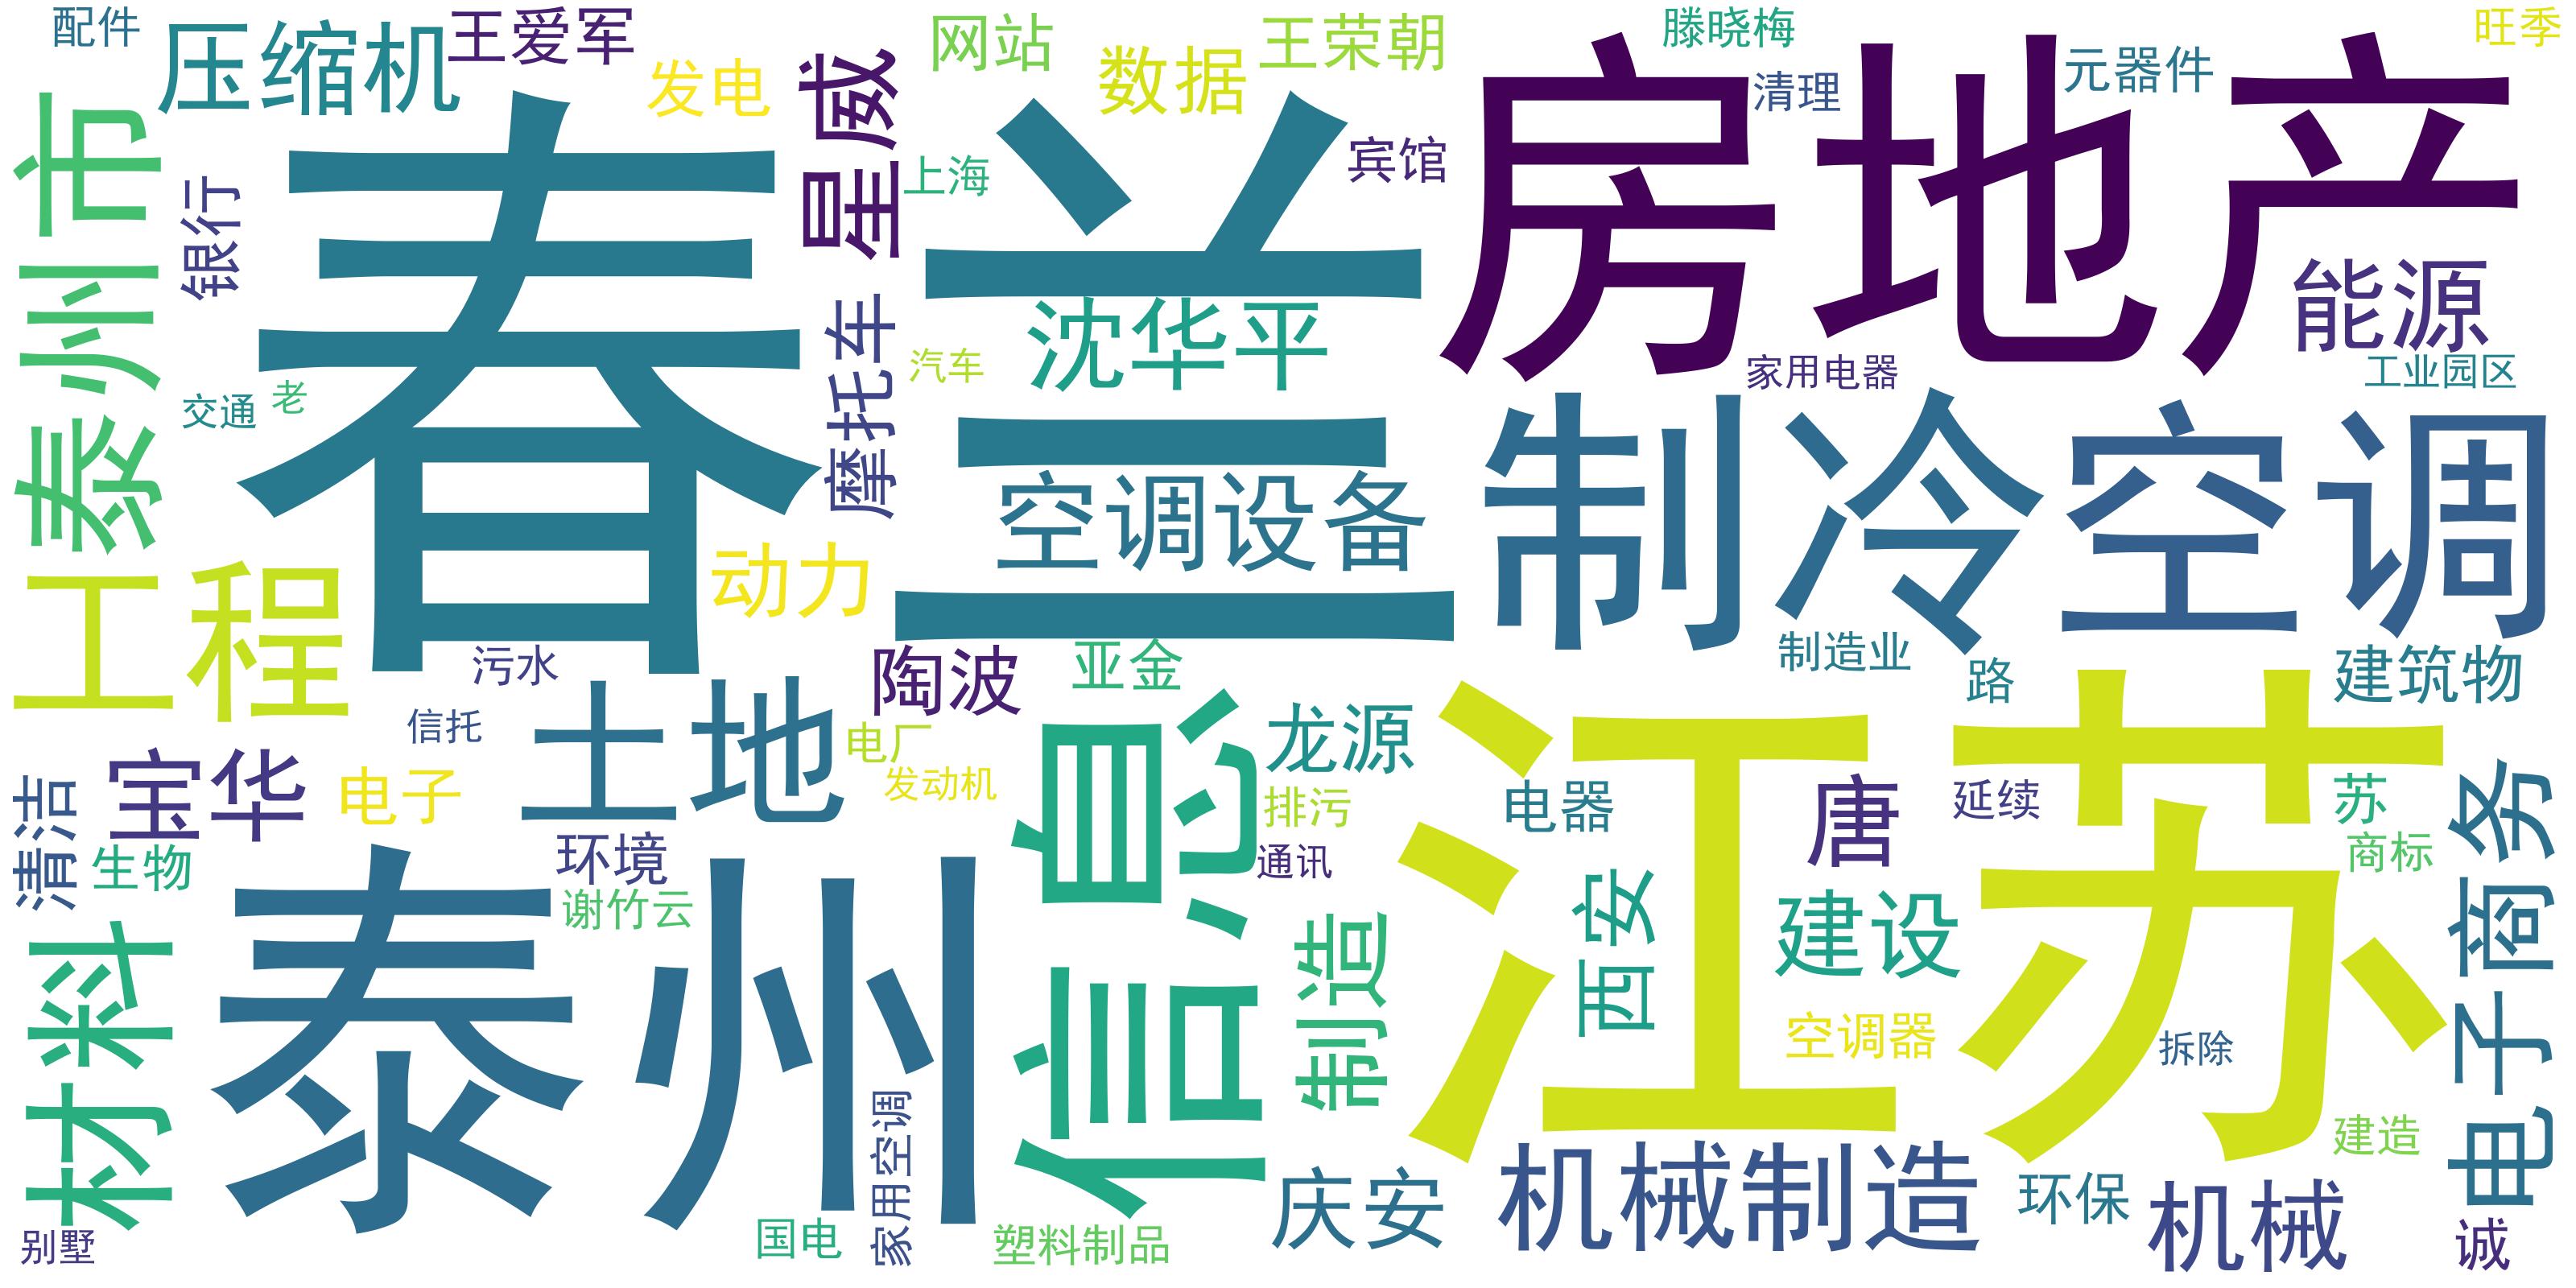 配件
压缩机
王爱军
发电
星威
网站
数据
王荣朝
滕晓梅
旺季
房地产
清理
元器件
泰州市
银行
春兰
上海
宾馆
能源
摩托车
汽车
沈华平
家用电器
工业园区
交通
老
制冷空调
空调设备
工程
动力
污水
陶波
亚金
制造业
路
建筑物
信托
土地
电厂
发动机
信息
龙源
江苏
清洁
宝华
电子
排污
电器
唐
延续
苏
商标
电子商务
生物
环境
通讯
谢竹云
西安
建设
材料
泰州
制造
空调器
拆除
建造
家用空调
庆安
机械制造
环保
机械
诚
别墅
国电
塑料制品